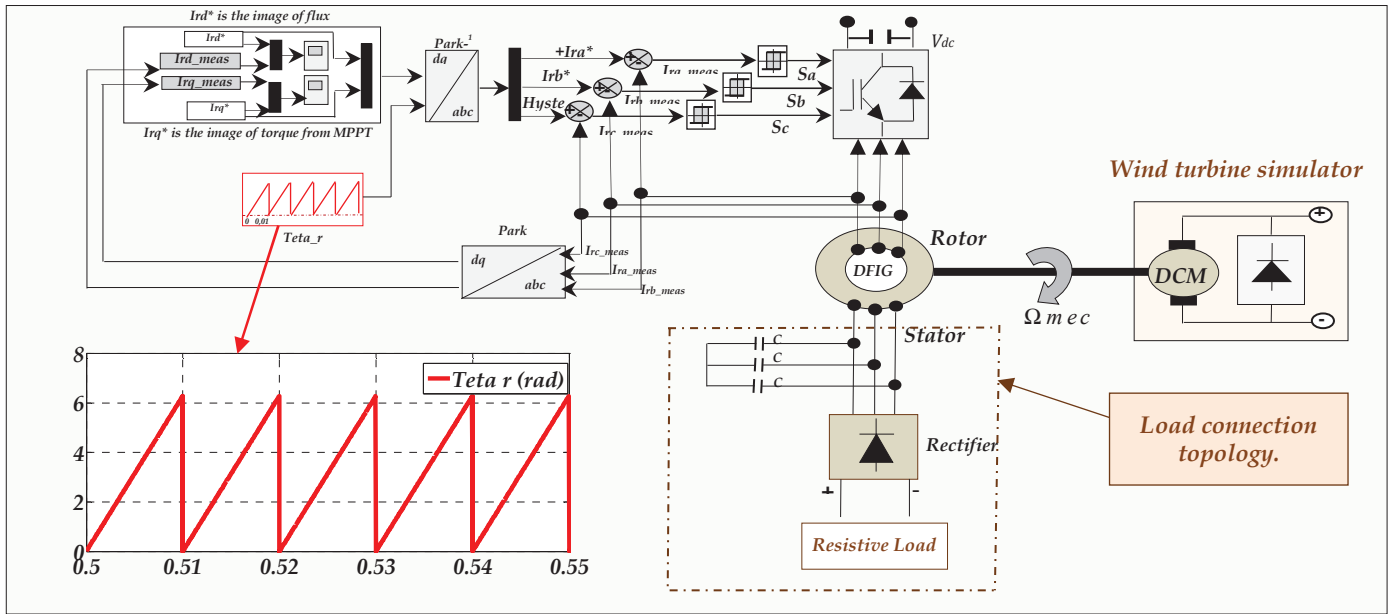 Ird* is the image of flux
Ird*
Ird_meas
Irq_meas
Irq*
Irq* is the image of torque from MPPT
Park-1
dq
abc
+Ira*
Irb*
Hyste
Ira_meas
Irb_meas
Irc_meas
Sa
Sb
Sc
Vdc
0 0,01
Teta_r
Park
dq
abc
Irc_meas
Ira_meas
Irb_meas
Rotor
DFIG
Stator
Ωmec
Wind turbine simulator
DCM
+
-
C
C
C
Rectifier
+ -
Resistive Load
Load connection
topology.
Teta r (rad)
8
6
4
2
0
0.5 0.51 0.52 0.53 0.54 0.55